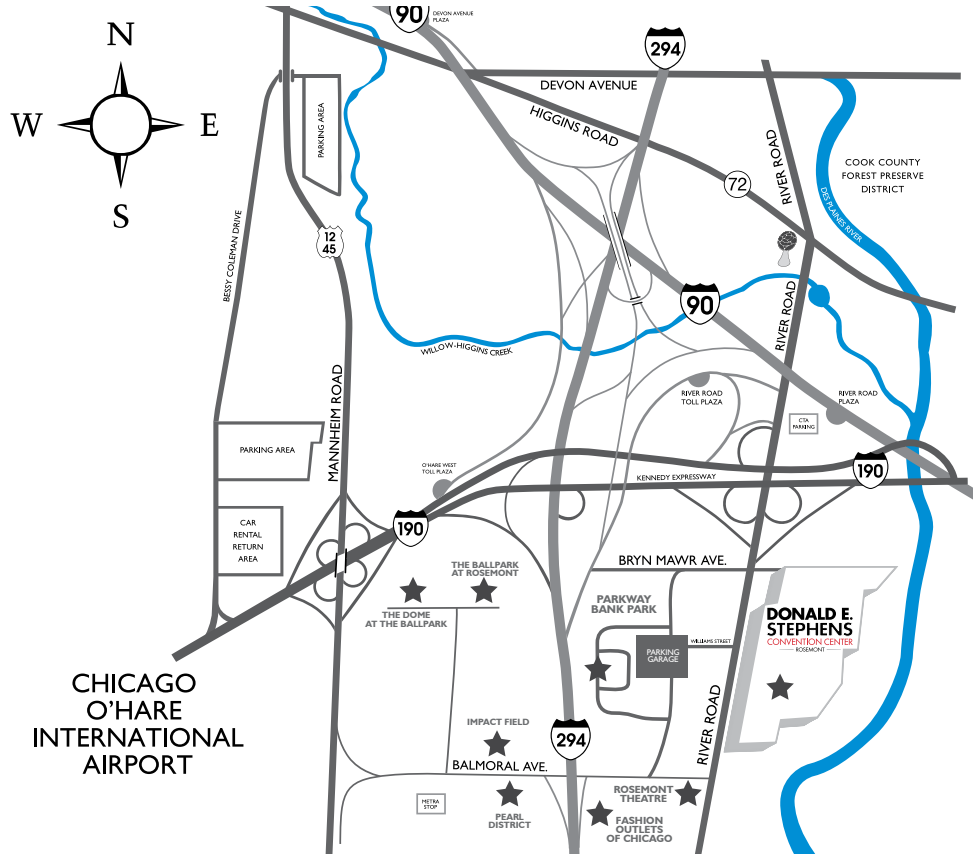 N
W
E
S
90
DEVON AVENUE
PLAZA
294
DEVON AVENUE
HIGGINS ROAD
72
RIVER ROAD
COOK COUNTY
FOREST PRESERVE
DISTRICT
DES PLAINES RIVER
PARKING AREA
12
45
BESSY COLEMAN DRIVE
90
RIVER ROAD
WILLOW-HIGGINS CREEK
MANNHEIM ROAD
RIVER ROAD
TOLL PLAZA
RIVER ROAD
PLAZA
CTA
PARKING
PARKING AREA
O'HARE WEST
TOLL PLAZA
190
KENNEDY EXPRESSWAY
CAR
RENTAL
RETURN
AREA
190
THE BALLPARK
AT ROSEMONT
BRYN MAWR AVE.
THE DOME
AT THE BALLPARK
PARKWAY
BANK PARK
DONALD E.
STEPHENS
CONVENTION CENTER
ROSEMONT
WILLIAMS STREET
PARKING
GARAGE
CHICAGO
O'HARE
INTERNATIONAL
AIRPORT
RIVER ROAD
IMPACT FIELD
294
BALMORAL AVE.
METRA
STOP
PEARL
DISTRICT
ROSEMONT
THEATRE
FASHION
OUTLETS
OF CHICAGO